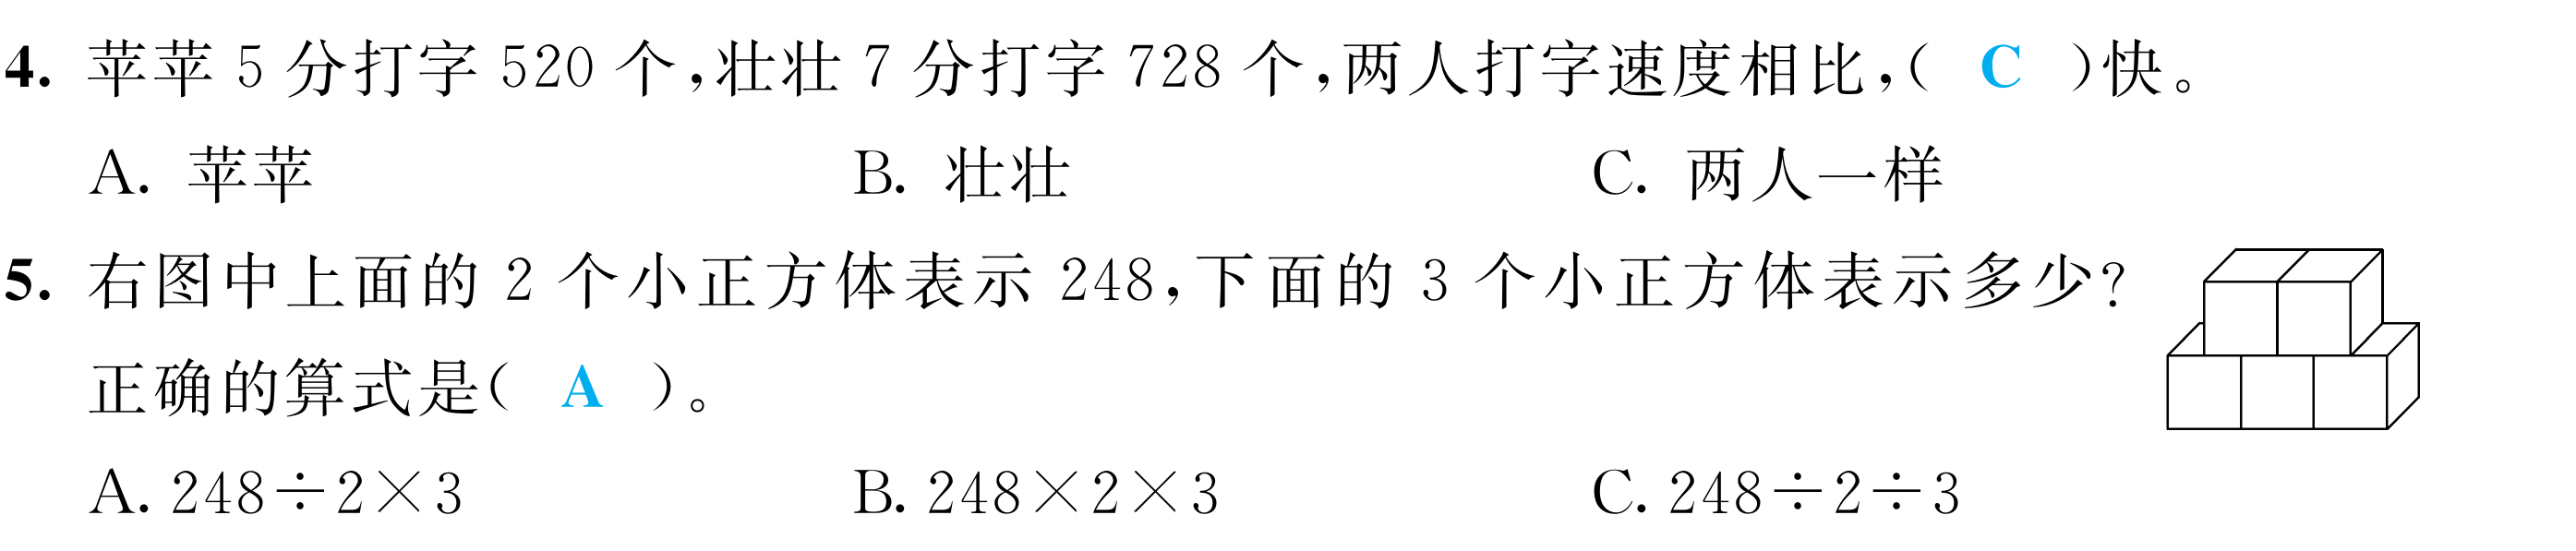 4. 苹苹 5 分打字 520 个,壮壮 7 分打字 728 个,两人打字速度相比,( C )快。
A. 苹苹 B. 壮壮 C. 两人一样
5. 右图中上面的 2 个小正方体表示 248,下面的 3 个小正方体表示多少?
正确的算式是( A )。
A. 248÷2×3 B. 248×2×3 C. 248÷2÷3